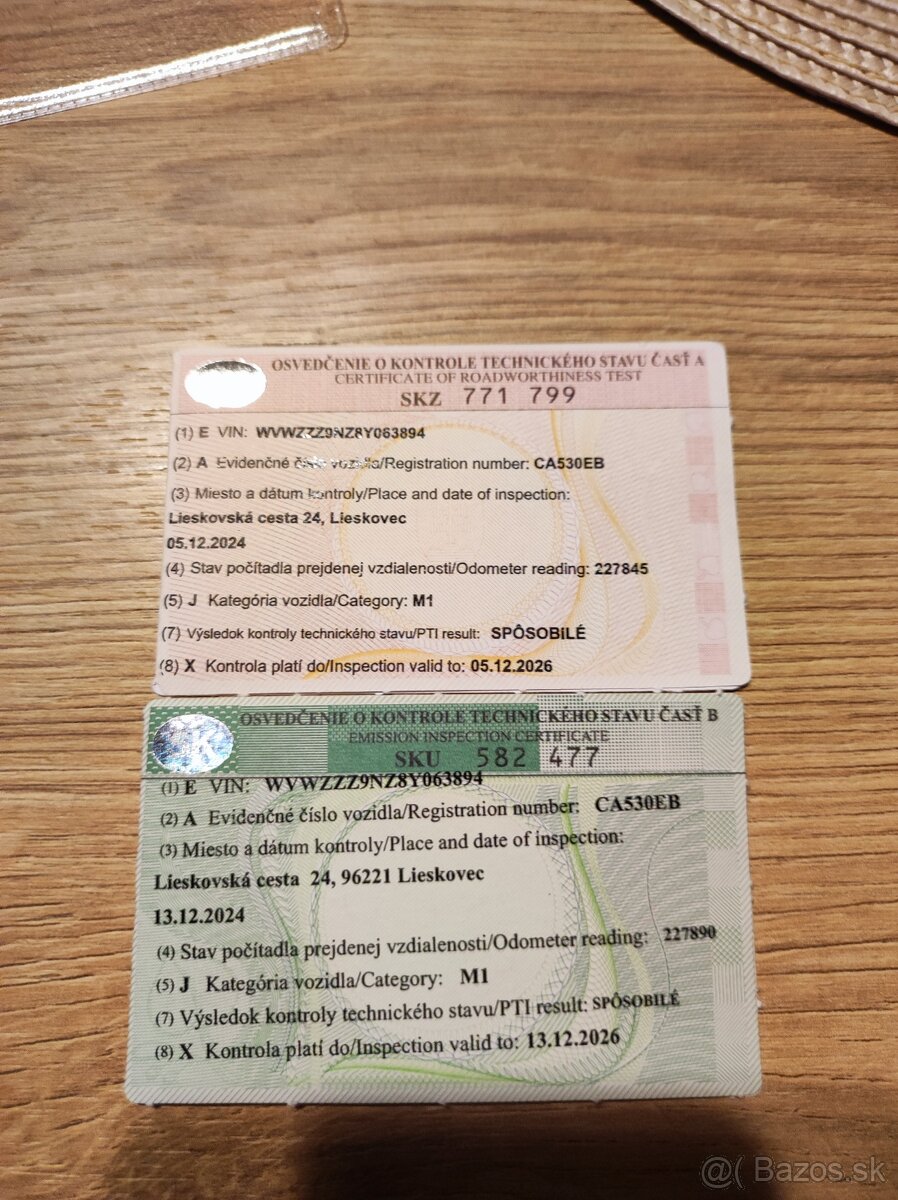 OSVEDČENIE O KONTROLE TECHNICKÉHO STAVU ČASŤ A
CERTIFICATE OF ROADWORTHINESS TEST
SKZ 771 799
(1) E VIN: WVWZZZ9NZ8Y063894
(2) A Evidenčné číslo vozidla/Registration number: CA530EB
(3) Miesto a dátum kontroly/Place and date of inspection:
Lieskovská cesta 24, Lieskovec
05.12.2024
(4) Stav počítadla prejdenej vzdialenosti/Odometer reading: 227845
(5) J Kategória vozidla/Category: M1
(7) Výsledok kontroly technického stavu/PTI result: SPÔSOBILÉ
(8) X Kontrola platí do/Inspection valid to: 05.12.2026
SK
OSVEDČENIE O KONTROLE TECHNICKÉHO STAVU ČASŤ B
EMISSION INSPECTION CERTIFICATE
SKU 582 477
(1) E VIN: WVWZZZ9NZ8Y063894
(2) A Evidenčné číslo vozidla/Registration number: CA530EB
(3) Miesto a dátum kontroly/Place and date of inspection:
Lieskovská cesta 24, 96221 Lieskovec
13.12.2024
(4) Stav počítadla prejdenej vzdialenosti/Odometer reading: 227890
(5) J Kategória vozidla/Category: M1
(7) Výsledok kontroly technického stavu/PTI result: SPÔSOBILÉ
(8) X Kontrola platí do/Inspection valid to: 13.12.2026
@( Bazos.sk